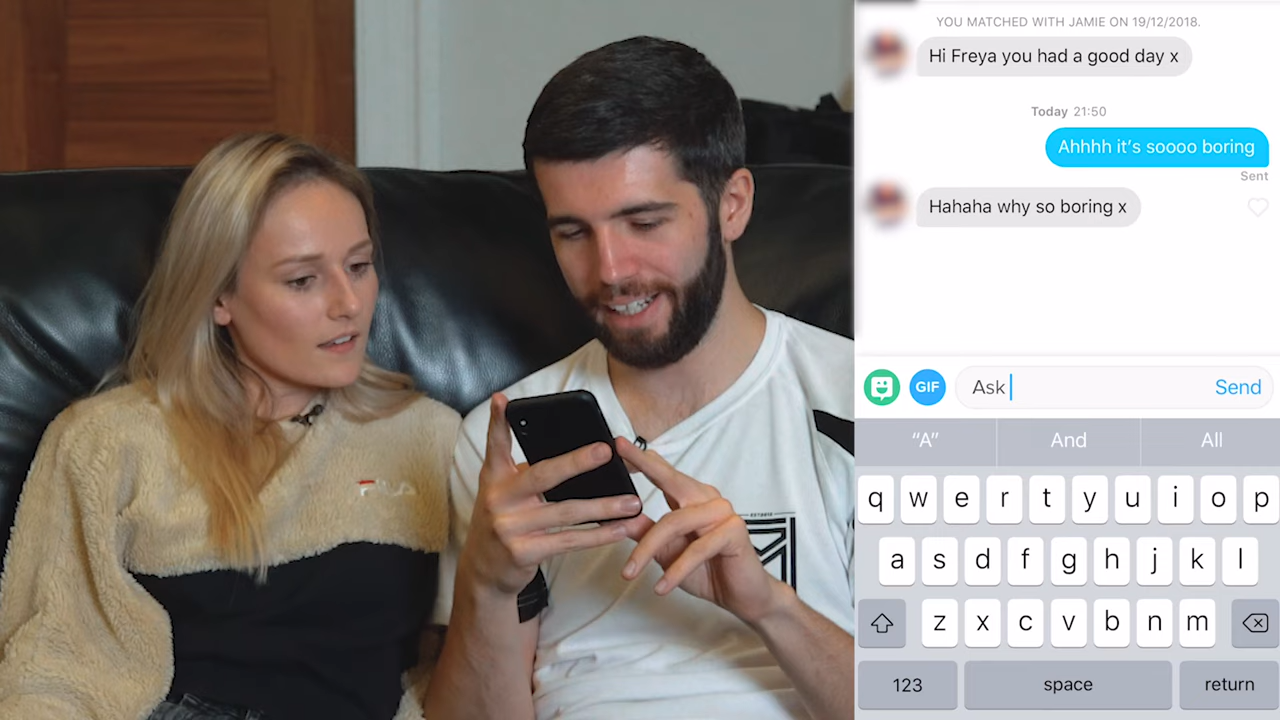 YOU MATCHED WITH JAMIE ON 19/12/2018.
Hi Freya you had a good day x
Today 21:50
Ahhhh it's soooo boring
Sent
Hahaha why so boring x
GIF
Ask
Send
“A”
And
All
q w e r t y u i o p
a s d f g h j k l
z x c v b n m
123
space
return
FILA